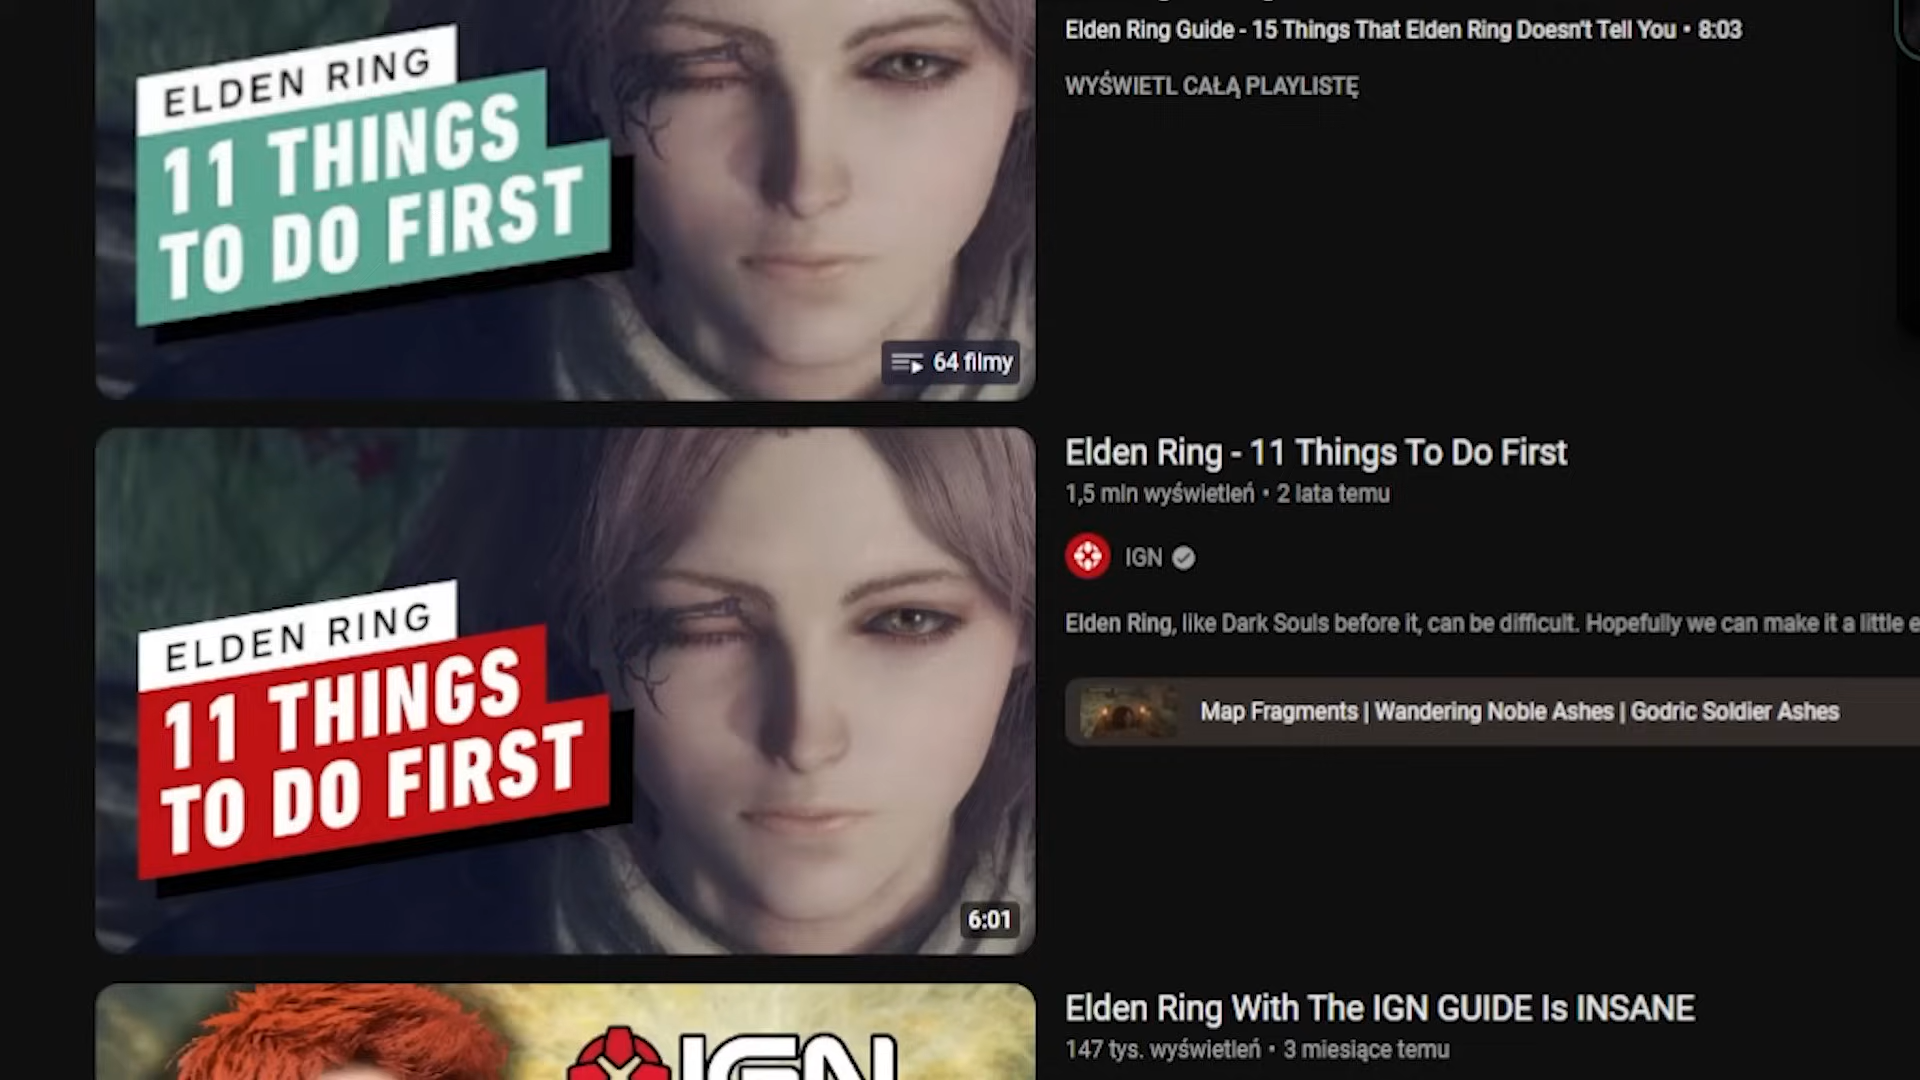 Elden Ring Guide - 15 Things That Elden Ring Doesn't Tell You • 8:03
WYŚWIETL CAŁĄ PLAYLISTĘ
ELDEN RING
11 THINGS
TO DO FIRST
64 filmy
Elden Ring - 11 Things To Do First
1,5 mln wyświetleń • 2 lata temu
IGN
Elden Ring, like Dark Souls before it, can be difficult. Hopefully we can make it a little e
Map Fragments | Wandering Noble Ashes | Godric Soldier Ashes
ELDEN RING
11 THINGS
TO DO FIRST
6:01
Elden Ring With The IGN GUIDE Is INSANE
147 tys. wyświetleń • 3 miesiące temu
IGN